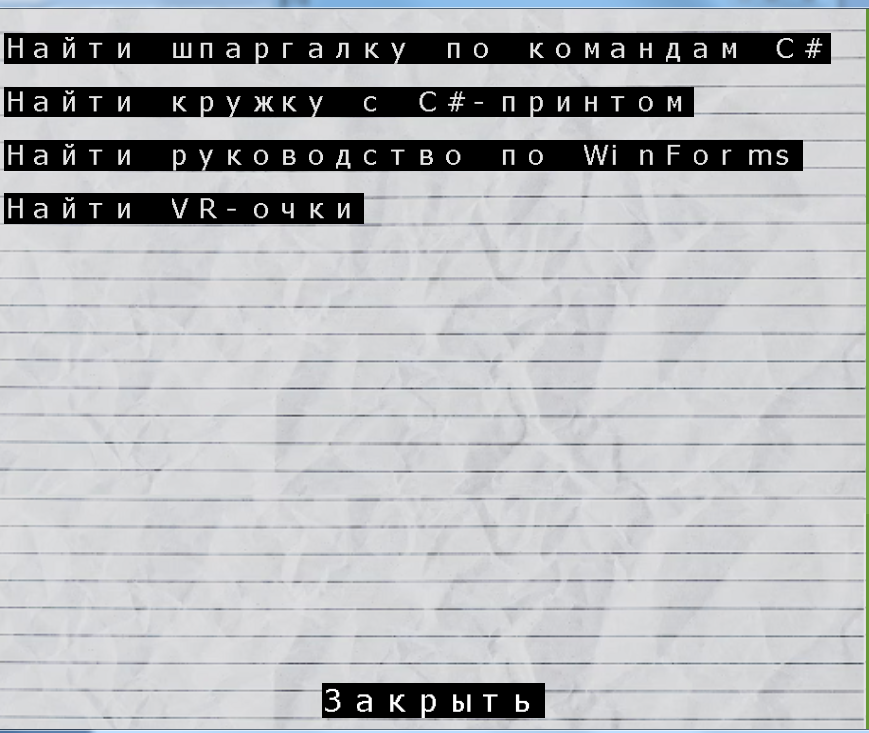 Найти шпаргалку по командам C#
Найти кружку с C#-принтом
Найти руководство по WinForms
Найти VR-очки
Закрыть